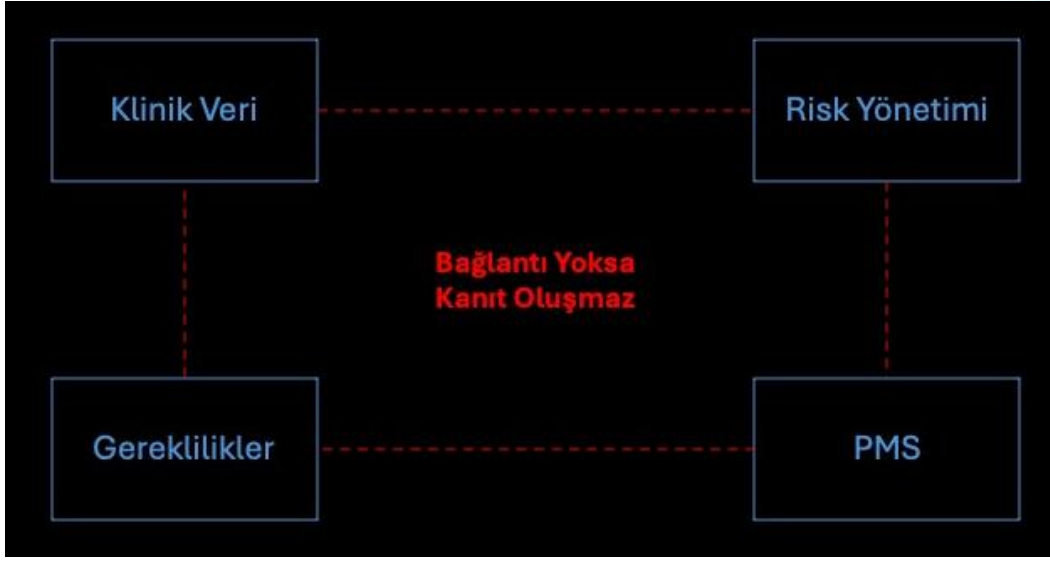 Klinik Veri
Risk Yönetimi
Bağlantı Yoksa
Kanıt Oluşmaz
Gereklilikler
PMS